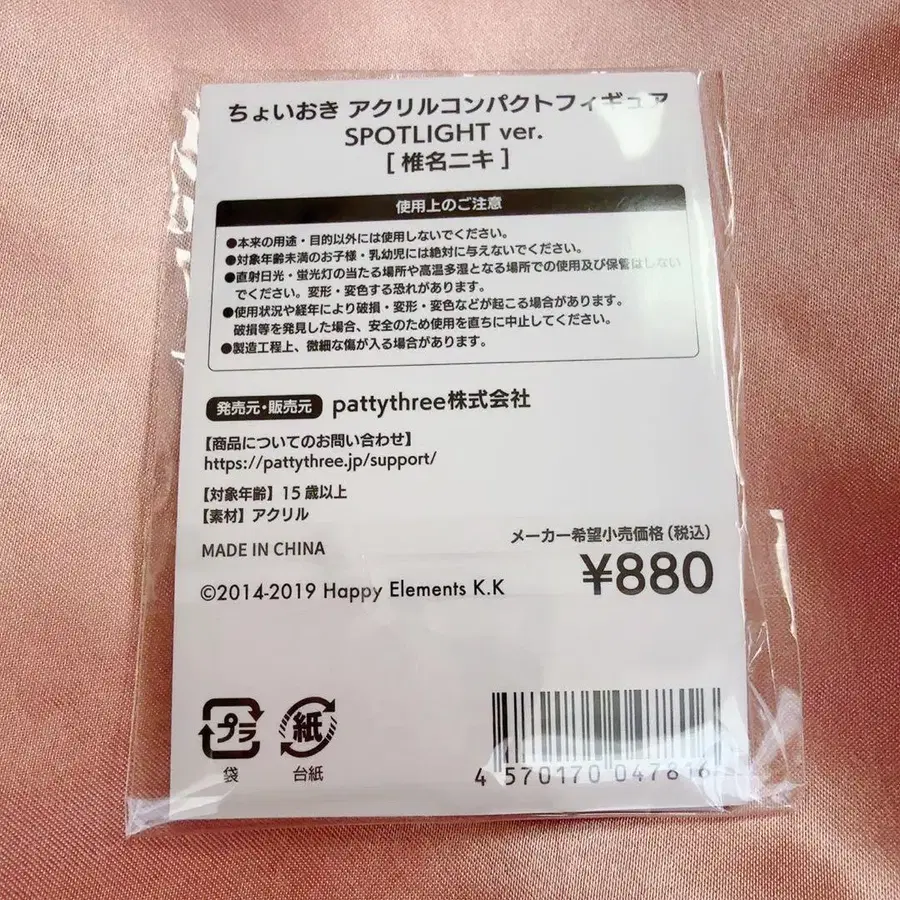 ちょいおき アクリルコンパクトフィギュア
SPOTLIGHT ver.
[ 椎名ニキ ]
使用上のご注意
●本来の用途・目的以外には使用しないでください。
●対象年齢未満のお子様・乳幼児には絶対に与えないでください。
●直射日光・蛍光灯の当たる場所や高温多湿となる場所での使用及び保管はしない
でください。変形・変色する恐れがあります。
●使用状況や経年により破損・変形・変色などが起こる場合があります。
破損等を発見した場合、安全のため使用を直ちに中止してください。
●製造工程上、微細な傷が入る場合があります。
発売元・販売元 pattythree株式会社
【商品についてのお問い合わせ】
https://pattythree.jp/support/
【対象年齢】15歳以上
【素材】アクリル
MADE IN CHINA
メーカー希望小売価格(税込)
¥880
©2014-2019 Happy Elements K.K
プラ
袋
紙
台紙
4 570170 047816